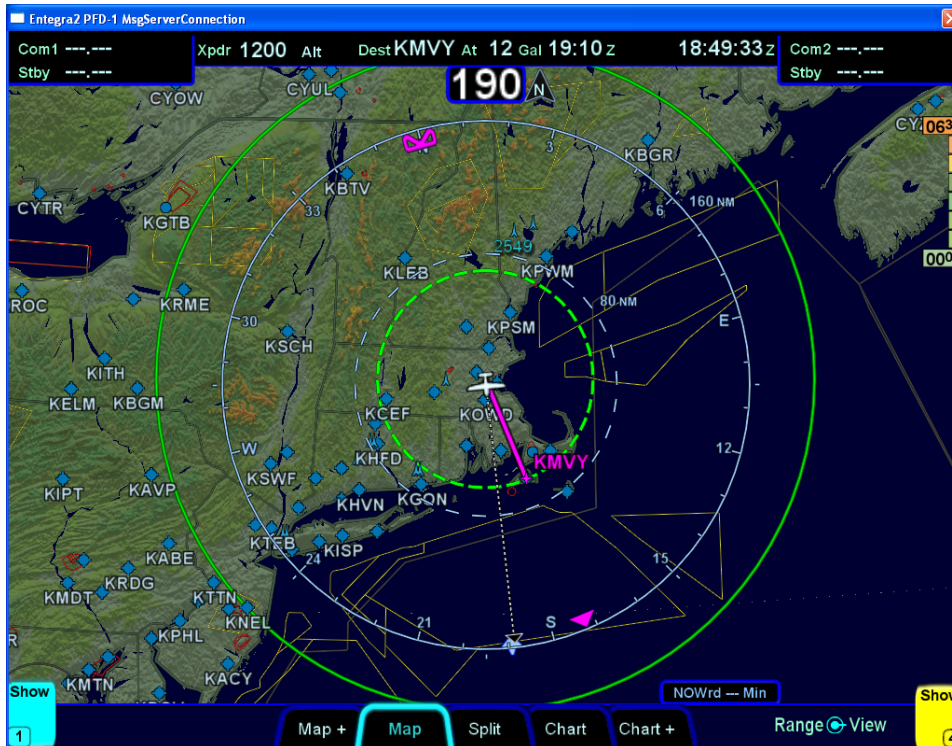 Entegra2 PFD-1 MsgServerConnection
Com1 ---.---
Stby ---.---
Xpdr 1200 Alt
Dest KMVY At 12 Gal 19:10 Z
18:49:33 Z
Com2 ---.---
Stby ---.---
190
N
CYOW
CYUL
KBGR
063
CYTR
KGTB
KBTV
N
3
33
6
160 NM
2549
KLEB
KPWM
000
ROC
KRME
80 NM
30
KPSM
E
KSCH
KITH
KELM
KBGM
KCEF
KOWD
W
KHFD
KMVY
12
KSWF
KIPT
KAVP
KHVN
KGON
KTEB
KISP
KABE
24
15
KMDT
KRDG
KTTN
KNEL
21
S
KPHL
KMTN
KACY
Show
1
NOWrd --- Min
Map +
Map
Split
Chart
Chart +
Range
View